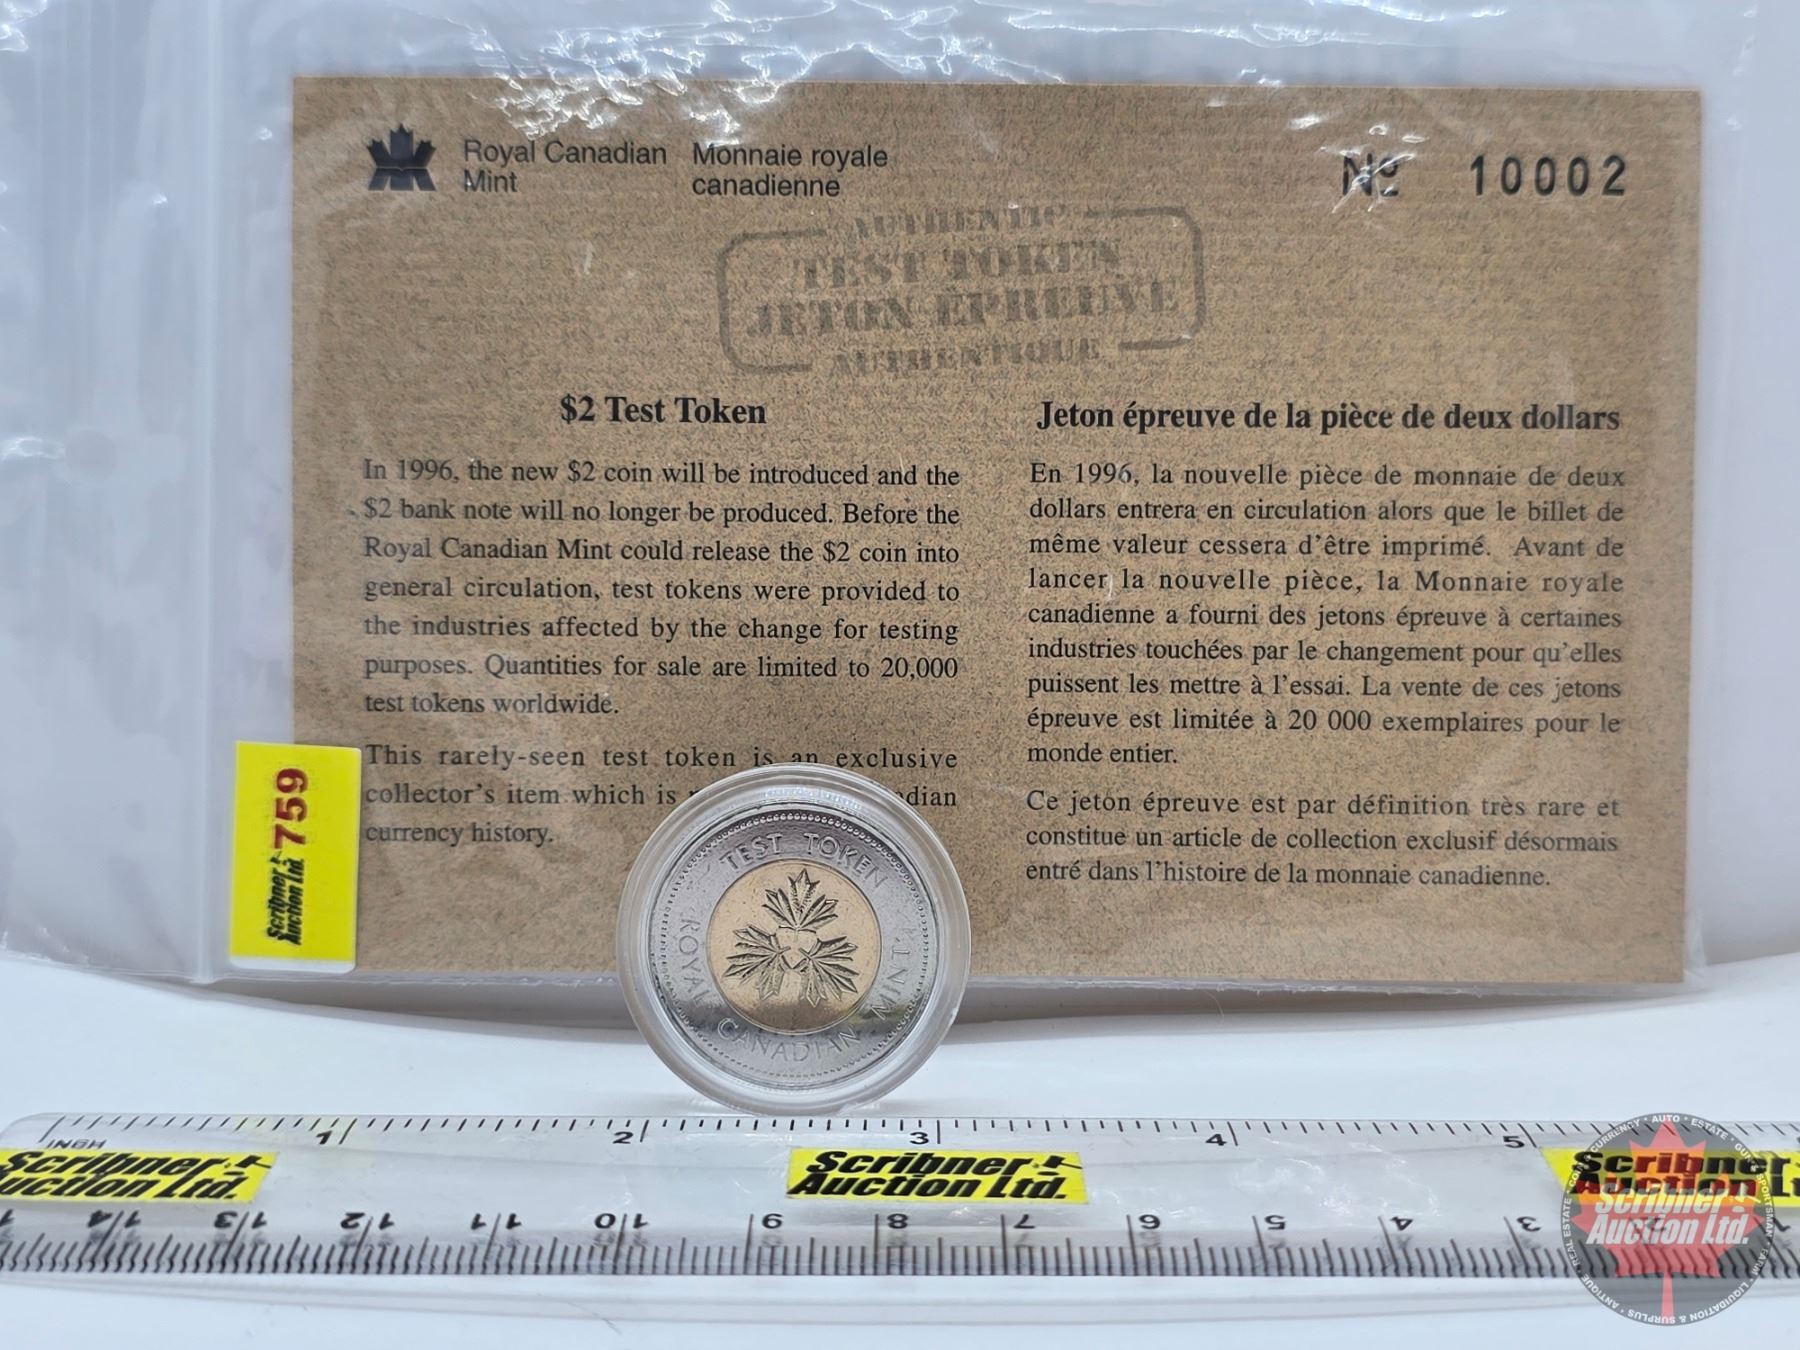 Royal Canadian Mint
Monnaie royale canadienne
Nº 10002
AUTHENTIC
TEST TOKEN
JETON ÉPREUVE
AUTHENTIQUE
$2 Test Token
In 1996, the new $2 coin will be introduced and the
$2 bank note will no longer be produced. Before the
Royal Canadian Mint could release the $2 coin into
general circulation, test tokens were provided to
the industries affected by the change for testing
purposes. Quantities for sale are limited to 20,000
test tokens worldwide.
This rarely-seen test token is an exclusive
collector's item which is
currency history.
Jeton épreuve de la pièce de deux dollars
En 1996, la nouvelle pièce de monnaie de deux
dollars entrera en circulation alors que le billet de
même valeur cessera d'être imprimé. Avant de
lancer la nouvelle pièce, la Monnaie royale
canadienne a fourni des jetons épreuve à certaines
industries touchées par le changement pour qu'elles
puissent les mettre à l'essai. La vente de ces jetons
épreuve est limitée à 20 000 exemplaires pour le
monde entier.
Ce jeton épreuve est par définition très rare et
constitue un article de collection exclusif désormais
entré dans l'histoire de la monnaie canadienne.
Scribner Auction Ltd. 759
TEST TOKEN
ROYAL CANADIAN MINT
INCH 1 2 3 4 5
Scribner
Auction Ltd.
Scribner
Auction Ltd.
Scribner
Auction Lt
14 13 12 11 10 9 8 7 6 5 4 3 2 1
Scribner
Auction Ltd.